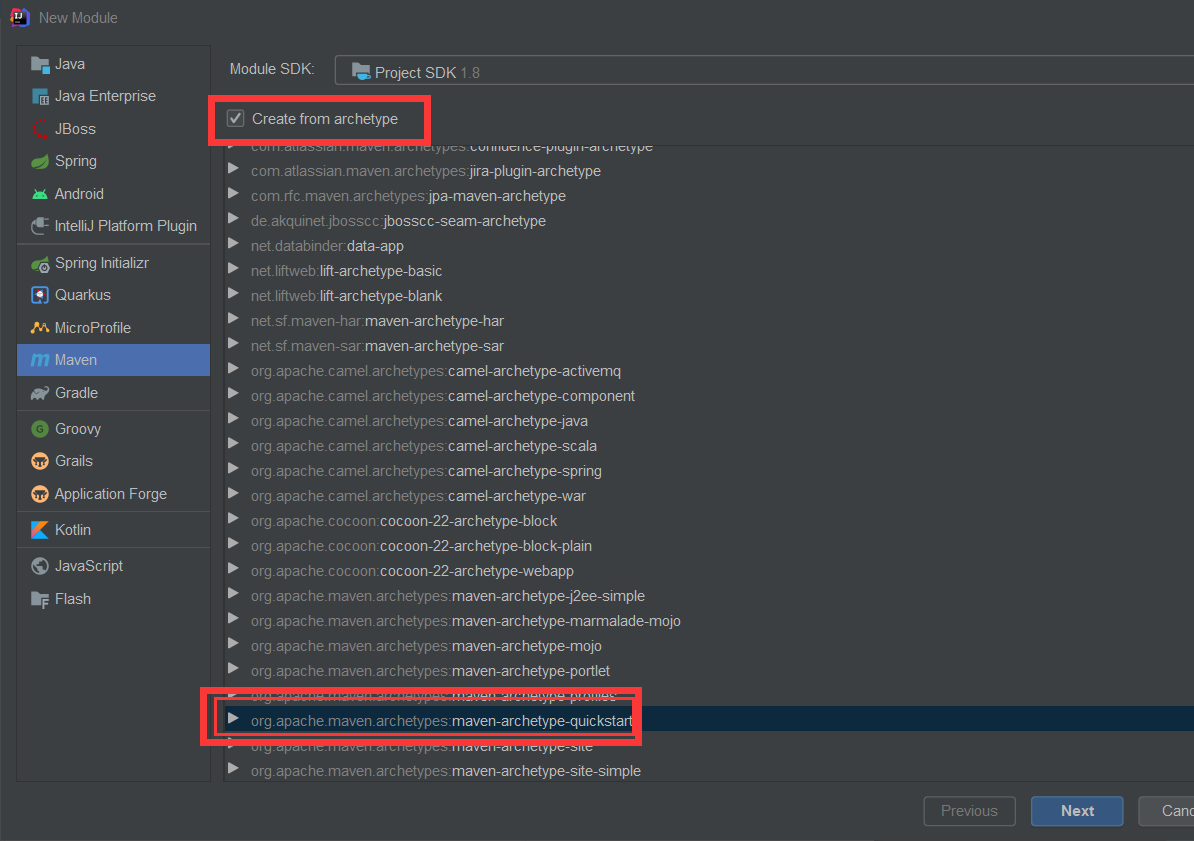 New Module
Java
Java Enterprise
JBoss
Spring
Android
IntelliJ Platform Plugin
Spring Initializr
Quarkus
MicroProfile
Maven
Gradle
Groovy
Grails
Application Forge
Kotlin
JavaScript
Flash
Module SDK: Project SDK 1.8
Create from archetype
com.atlassian.maven.archetypes:confluence-plugin-archetype
com.atlassian.maven.archetypes:jira-plugin-archetype
com.rfc.maven.archetypes:jpa-maven-archetype
de.akquinet.jbosscc:jbosscc-seam-archetype
net.databinder:data-app
net.liftweb:lift-archetype-basic
net.liftweb:lift-archetype-blank
net.sf.maven-har:maven-archetype-har
net.sf.maven-sar:maven-archetype-sar
org.apache.camel.archetypes:camel-archetype-activemq
org.apache.camel.archetypes:camel-archetype-component
org.apache.camel.archetypes:camel-archetype-java
org.apache.camel.archetypes:camel-archetype-scala
org.apache.camel.archetypes:camel-archetype-spring
org.apache.camel.archetypes:camel-archetype-war
org.apache.cocoon:cocoon-22-archetype-block
org.apache.cocoon:cocoon-22-archetype-block-plain
org.apache.cocoon:cocoon-22-archetype-webapp
org.apache.maven.archetypes:maven-archetype-j2ee-simple
org.apache.maven.archetypes:maven-archetype-marmalade-mojo
org.apache.maven.archetypes:maven-archetype-mojo
org.apache.maven.archetypes:maven-archetype-portlet
org.apache.maven.archetypes:maven-archetype-profiles
org.apache.maven.archetypes:maven-archetype-quickstart
org.apache.maven.archetypes:maven-archetype-site
org.apache.maven.archetypes:maven-archetype-site-simple
Previous Next Canc